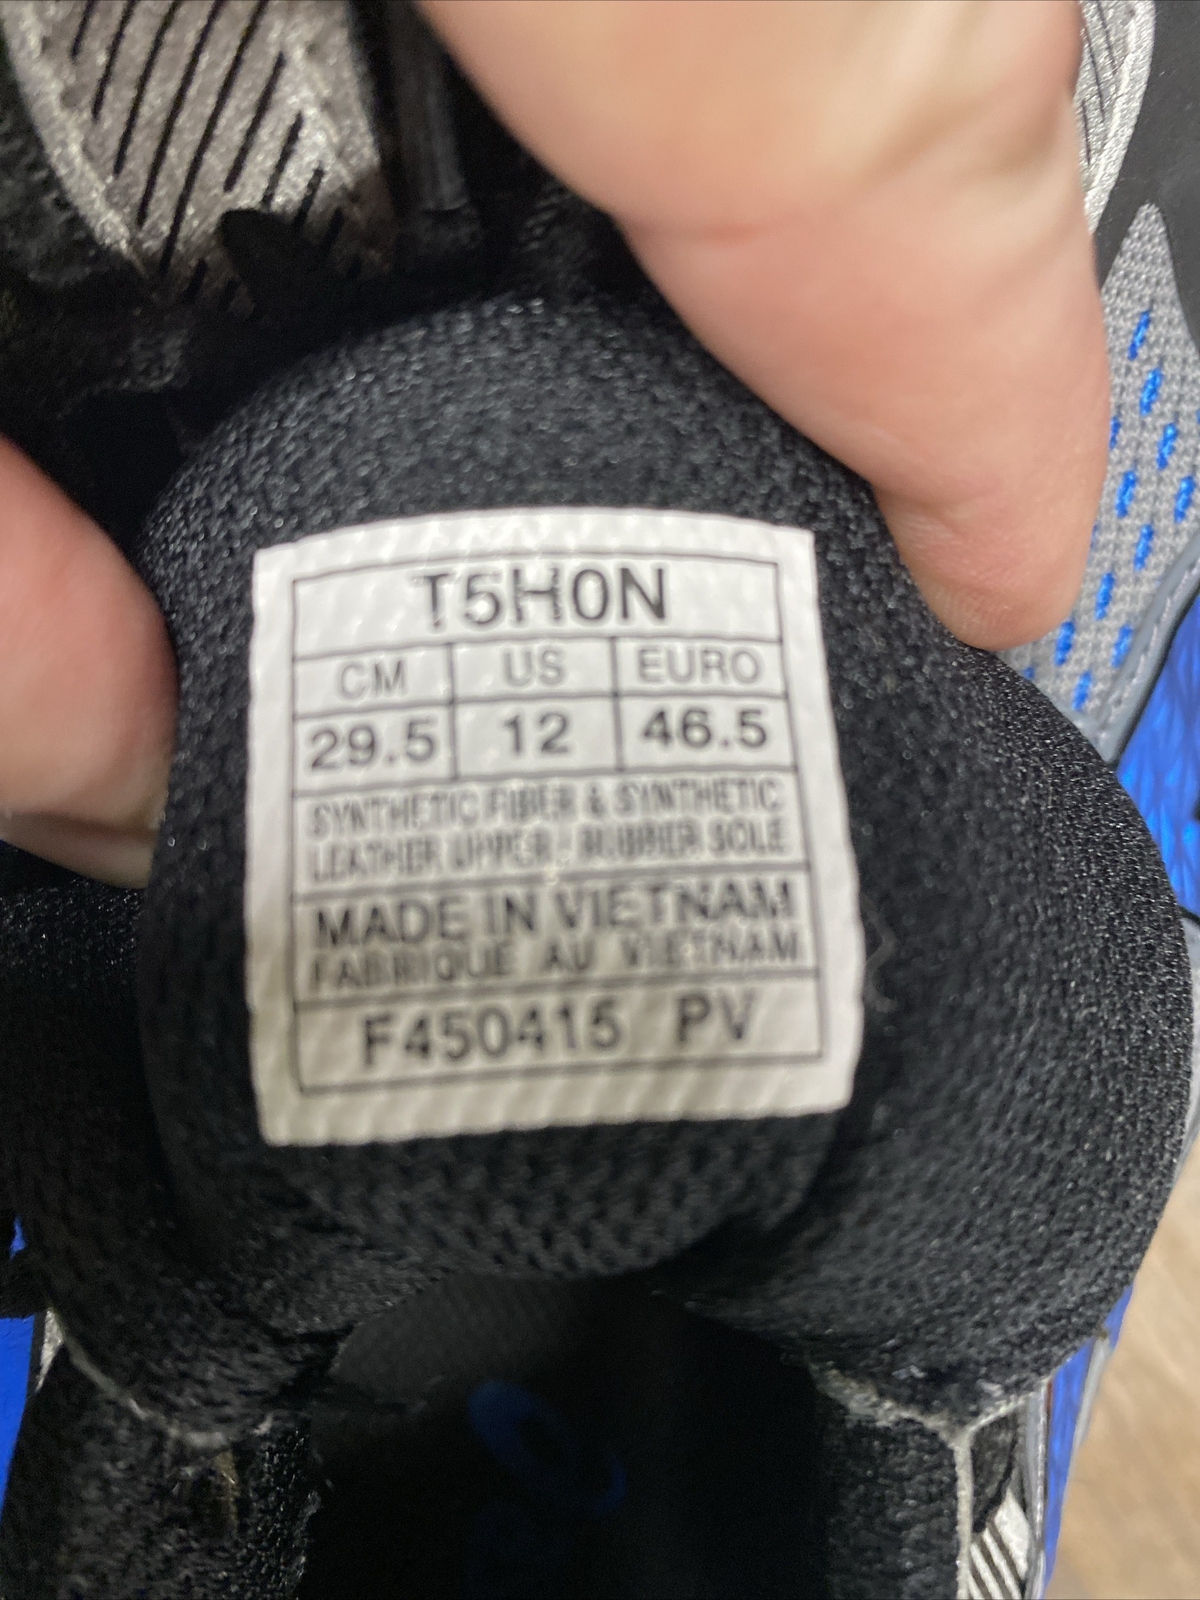 T5H0N
CM US EURO
29.5 12 46.5
SYNTHETIC FIBER & SYNTHETIC
LEATHER UPPER / RUBBER SOLE
MADE IN VIETNAM
FABRIQUE AU VIETNAM
F450415 PV